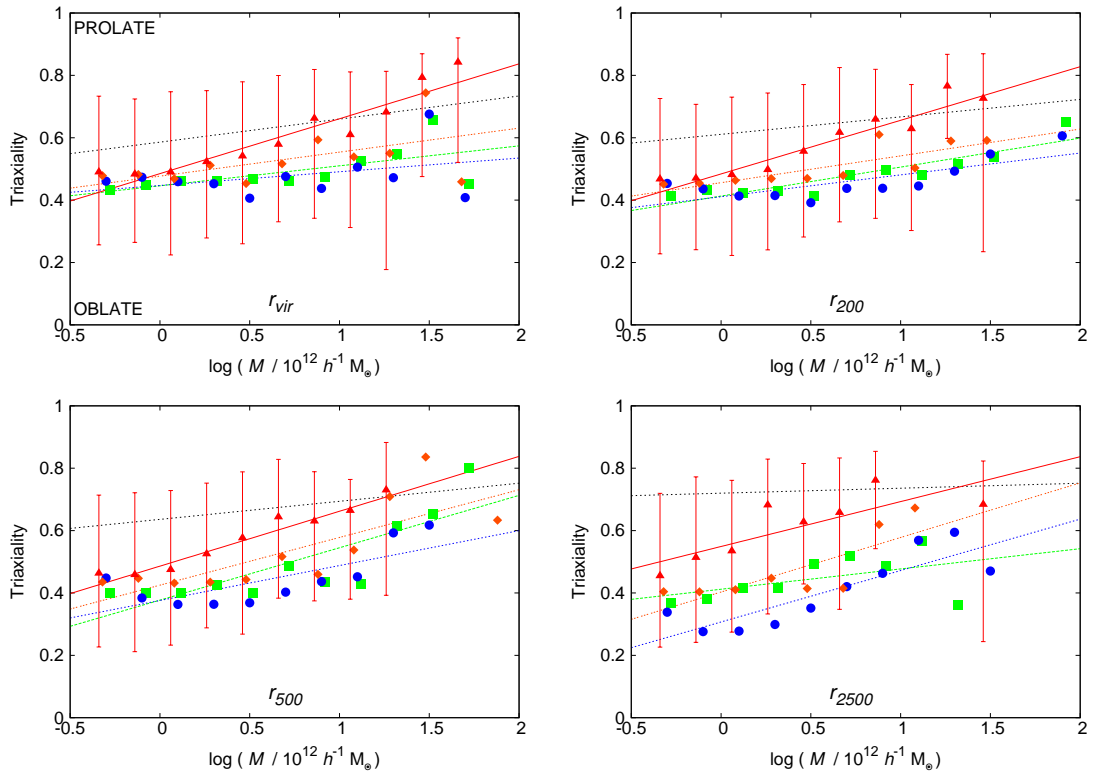 PROLATE
Triaxiality
1
0.8
0.6
0.4
0.2
0
OBLATE
r_vir
-0.5 0 0.5 1 1.5 2
log ( M / 10^12 h^-1 M_⊙)
Triaxiality
1
0.8
0.6
0.4
0.2
0
r_200
-0.5 0 0.5 1 1.5 2
log ( M / 10^12 h^-1 M_⊙)
Triaxiality
1
0.8
0.6
0.4
0.2
0
r_500
-0.5 0 0.5 1 1.5 2
log ( M / 10^12 h^-1 M_⊙)
Triaxiality
1
0.8
0.6
0.4
0.2
0
r_2500
-0.5 0 0.5 1 1.5 2
log ( M / 10^12 h^-1 M_⊙)